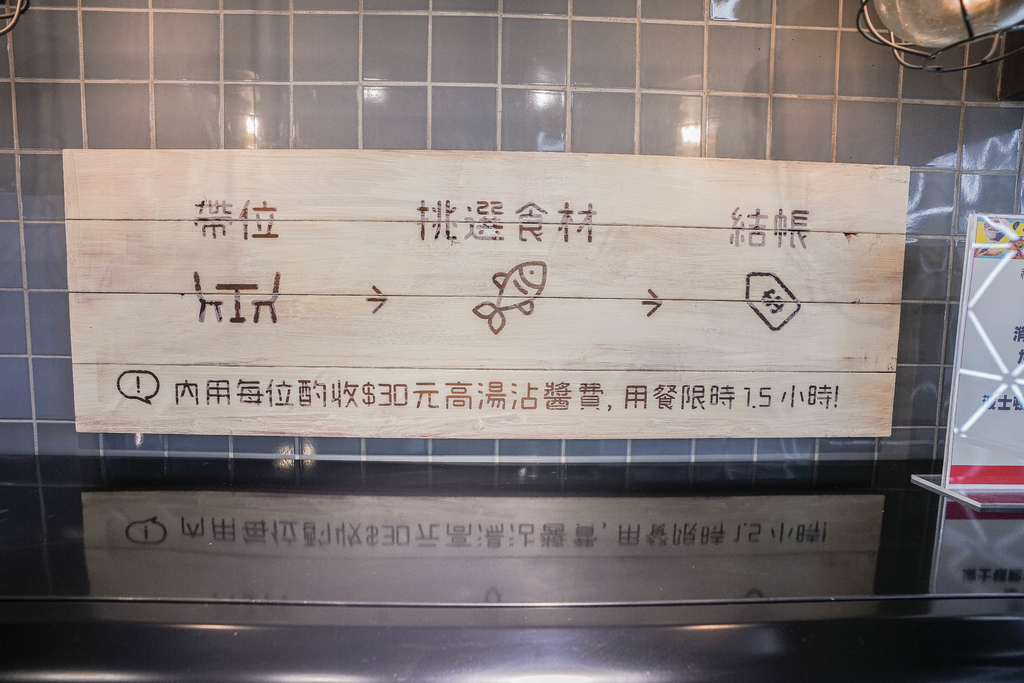 帶位 挑選食材 結帳
→ →
內用每位酌收$30元高湯沾醬費, 用餐限時1.5小時!